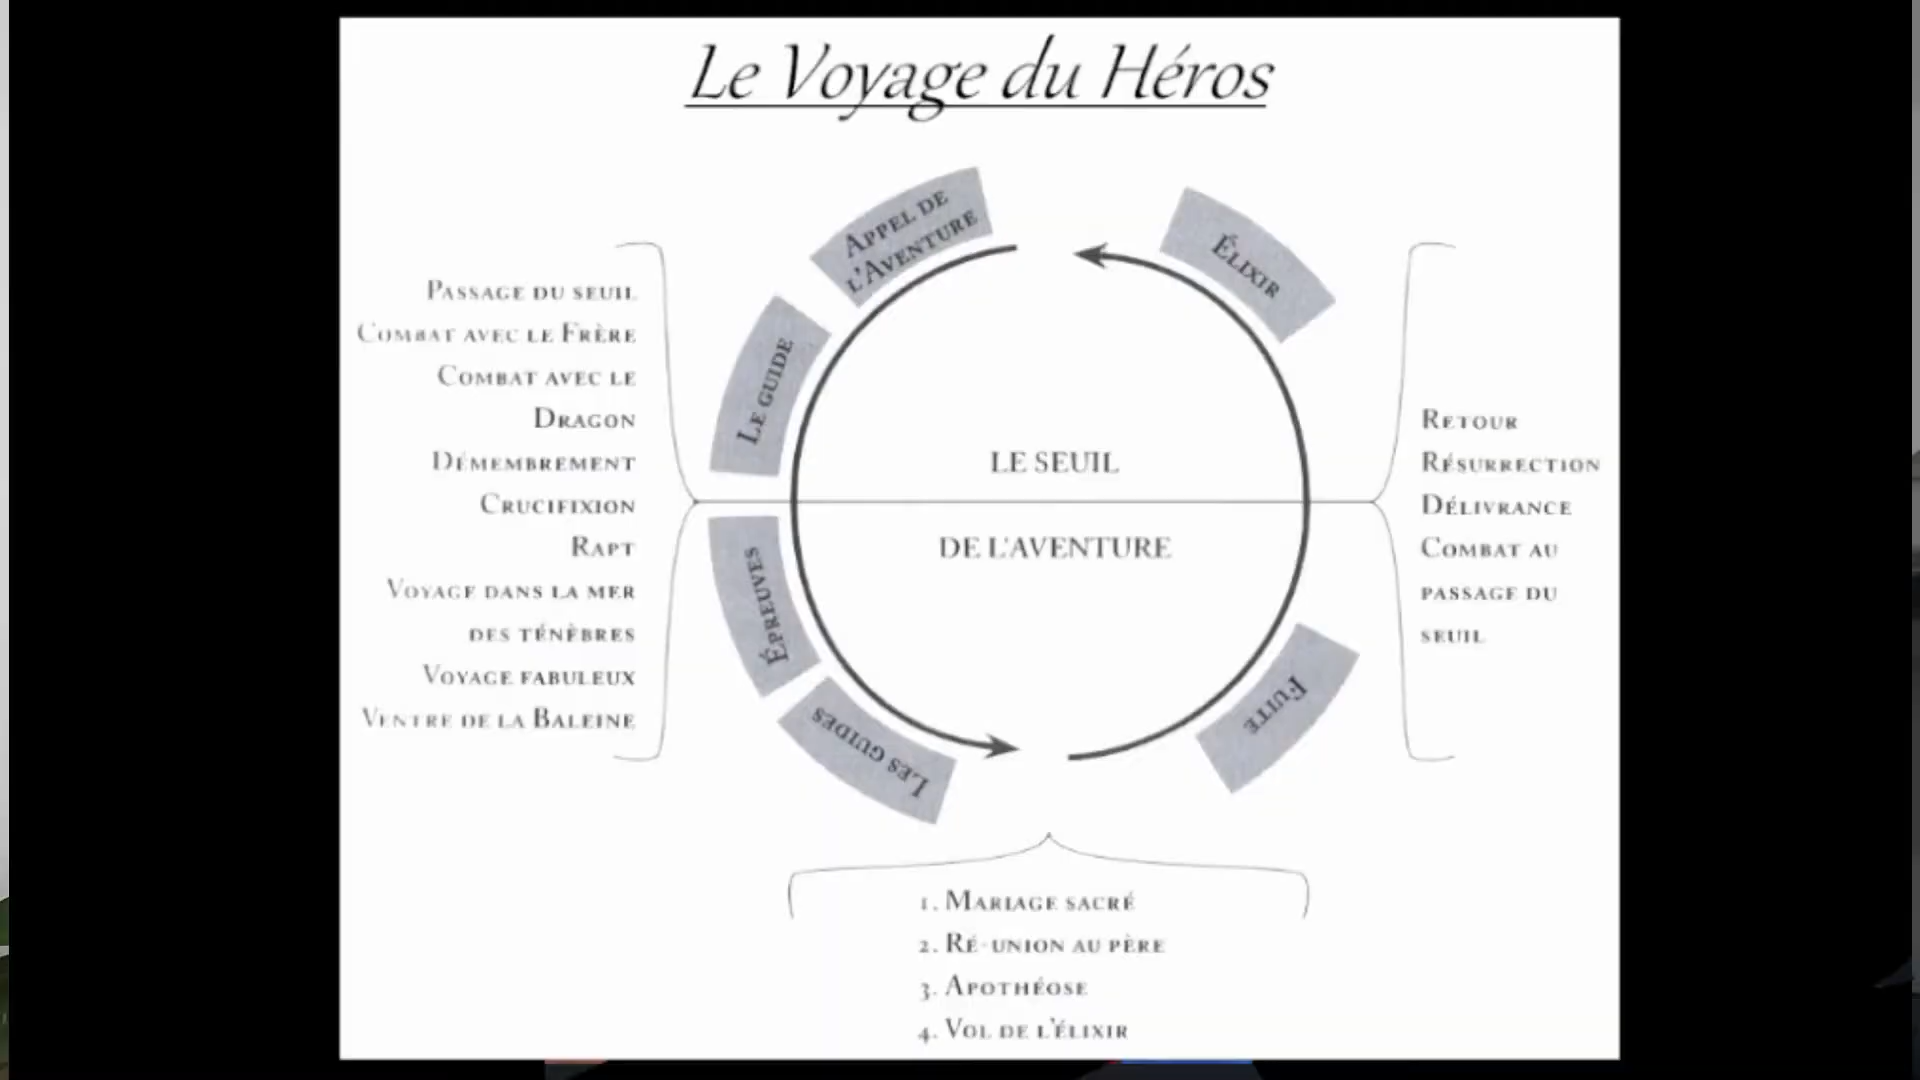 Le Voyage du Héros
Appel de
l'Aventure
Le guide
Épreuves
Les guides
Fuite
Élixir
Le seuil
de l'aventure
Passage du seuil
Combat avec le Frère
Combat avec le
Dragon
Démembrement
Crucifixion
Rapt
Voyage dans la mer
des ténèbres
Voyage fabuleux
Ventre de la Baleine
Retour
Résurrection
Délivrance
Combat au
passage du
seuil
1. Mariage sacré
2. Ré-union au père
3. Apothéose
4. Vol de l'élixir